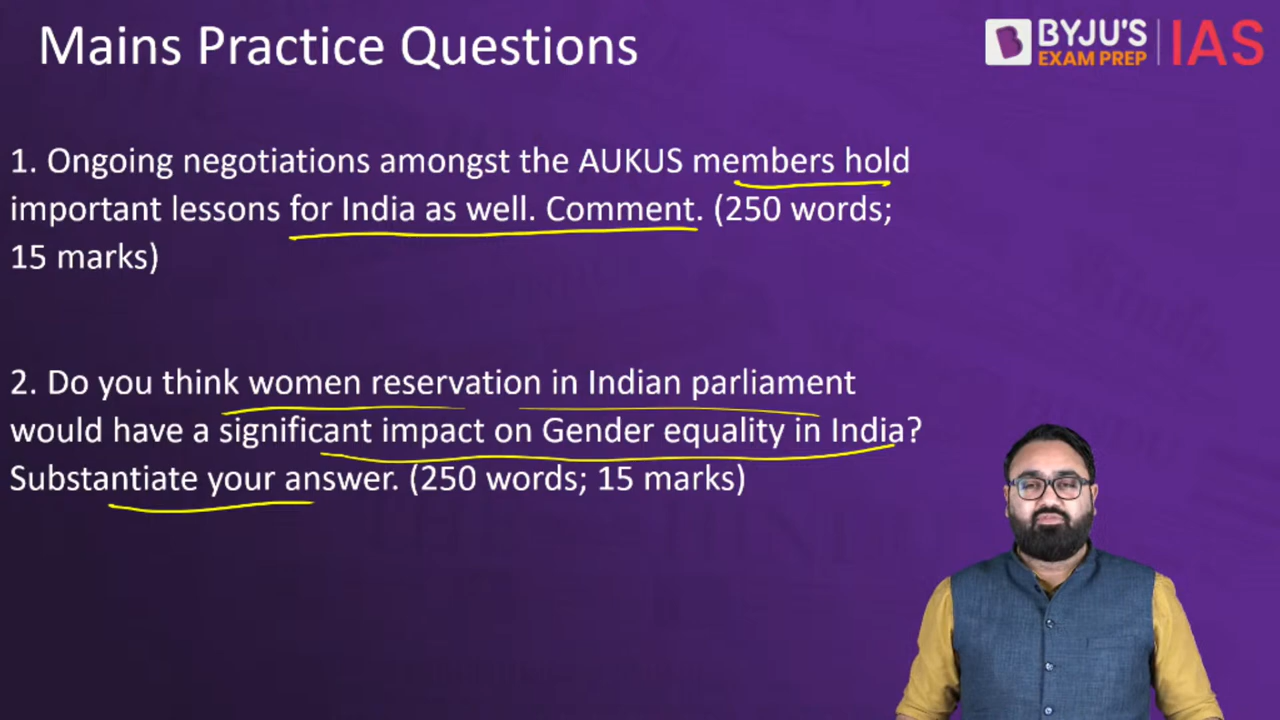 Mains Practice Questions
BYJU'S
EXAM PREP
IAS
1. Ongoing negotiations amongst the AUKUS members hold
important lessons for India as well. Comment. (250 words;
15 marks)
2. Do you think women reservation in Indian parliament
would have a significant impact on Gender equality in India?
Substantiate your answer. (250 words; 15 marks)